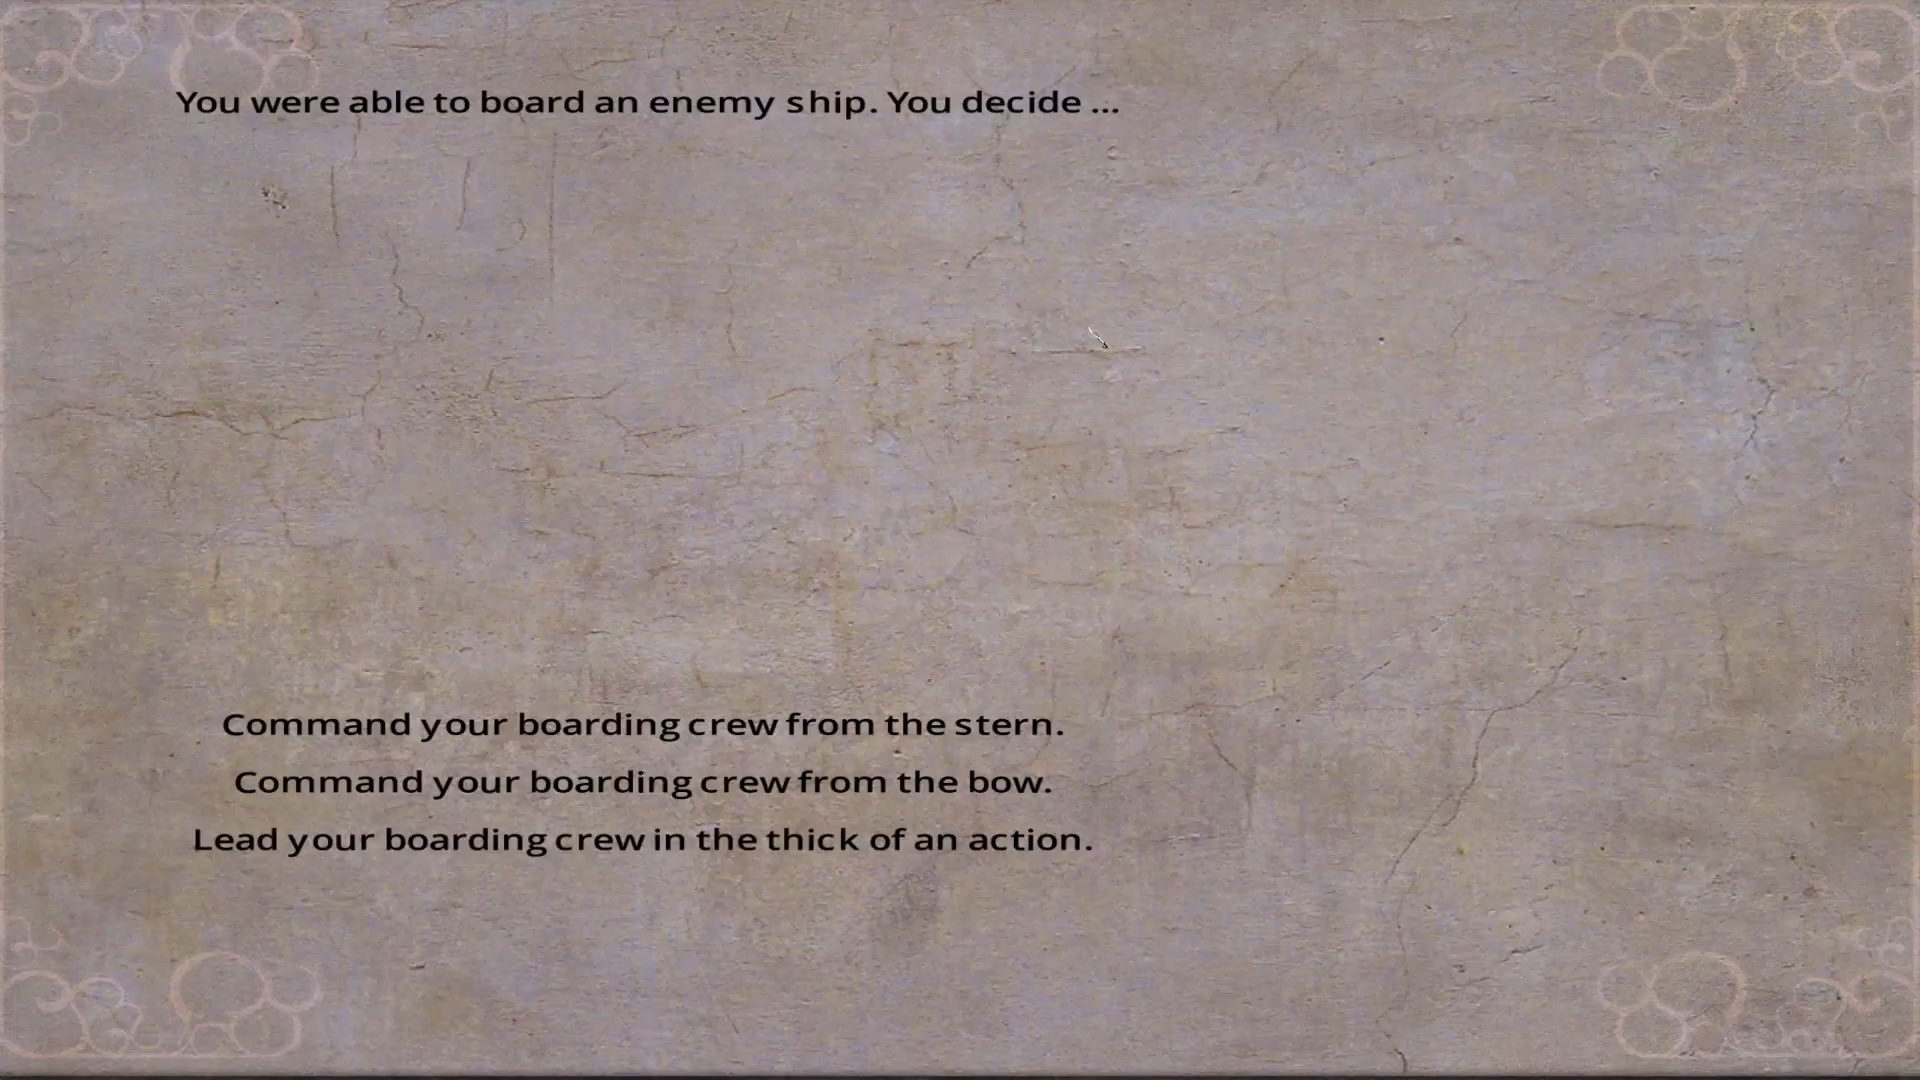 You were able to board an enemy ship. You decide ...
Command your boarding crew from the stern.
Command your boarding crew from the bow.
Lead your boarding crew in the thick of an action.